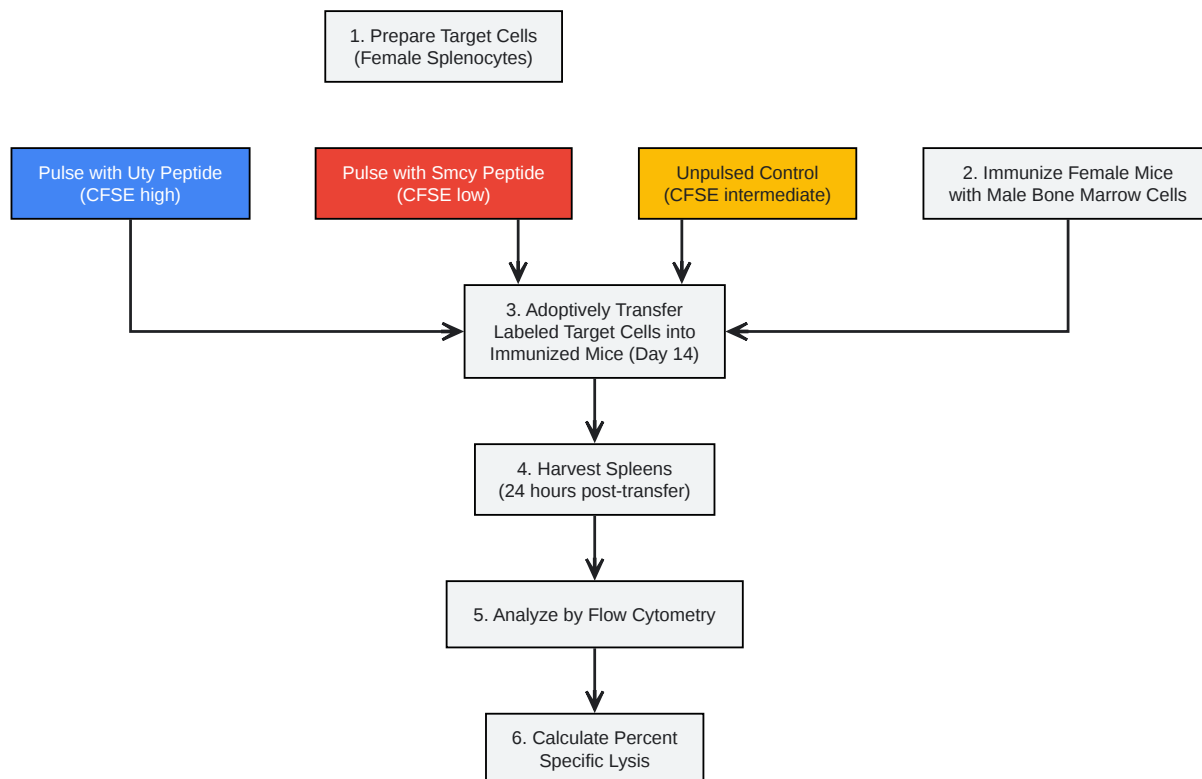 1. Prepare Target Cells
(Female Splenocytes)
Pulse with Uty Peptide
(CFSE high)
Pulse with Smcy Peptide
(CFSE low)
Unpulsed Control
(CFSE intermediate)
2. Immunize Female Mice
with Male Bone Marrow Cells
3. Adoptively Transfer
Labeled Target Cells into
Immunized Mice (Day 14)
4. Harvest Spleens
(24 hours post-transfer)
5. Analyze by Flow Cytometry
6. Calculate Percent
Specific Lysis